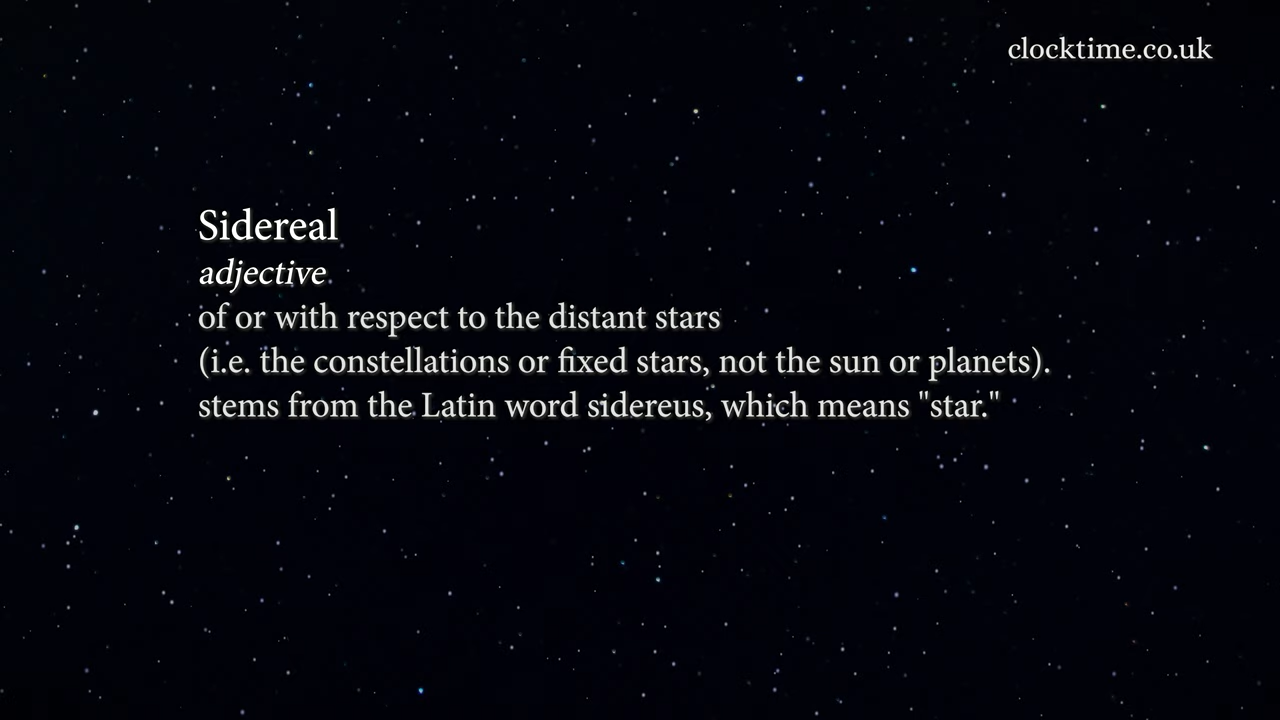 clocktime.co.uk
Sidereal
adjective
of or with respect to the distant stars
(i.e. the constellations or fixed stars, not the sun or planets).
stems from the Latin word sidereus, which means "star."